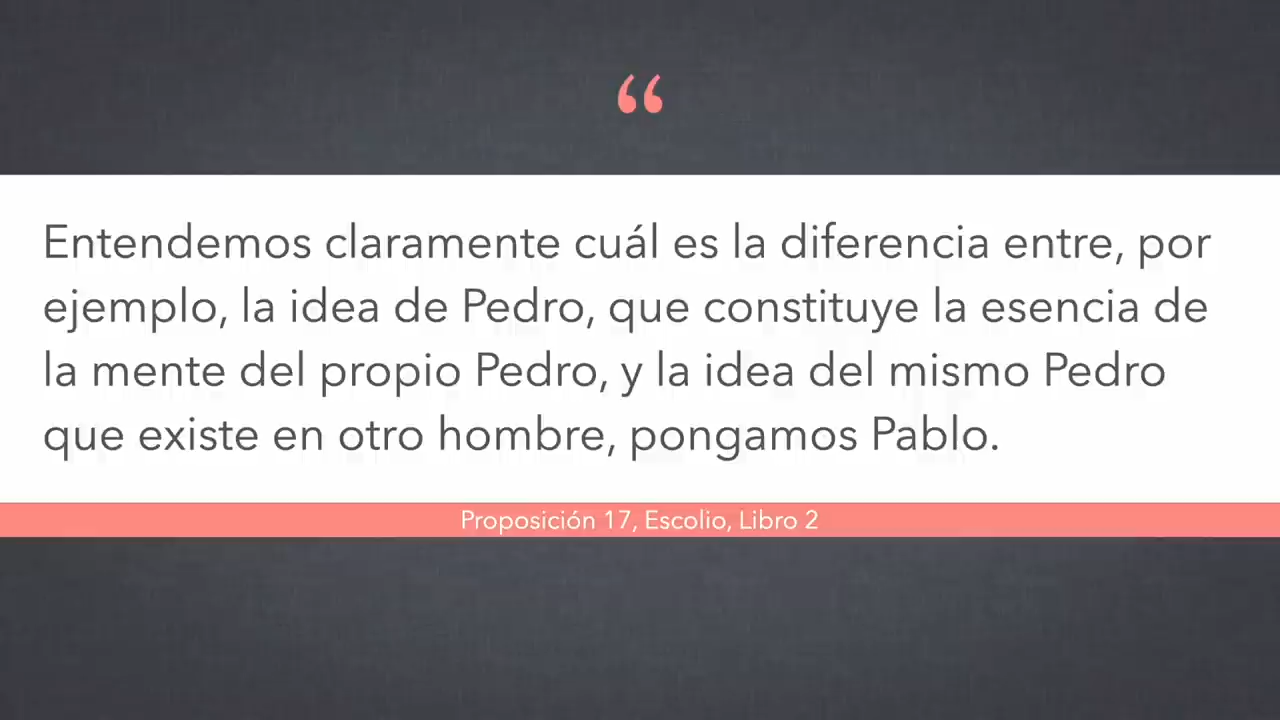 “
Entendemos claramente cuál es la diferencia entre, por
ejemplo, la idea de Pedro, que constituye la esencia de
la mente del propio Pedro, y la idea del mismo Pedro
que existe en otro hombre, pongamos Pablo.
Proposición 17, Escolio, Libro 2